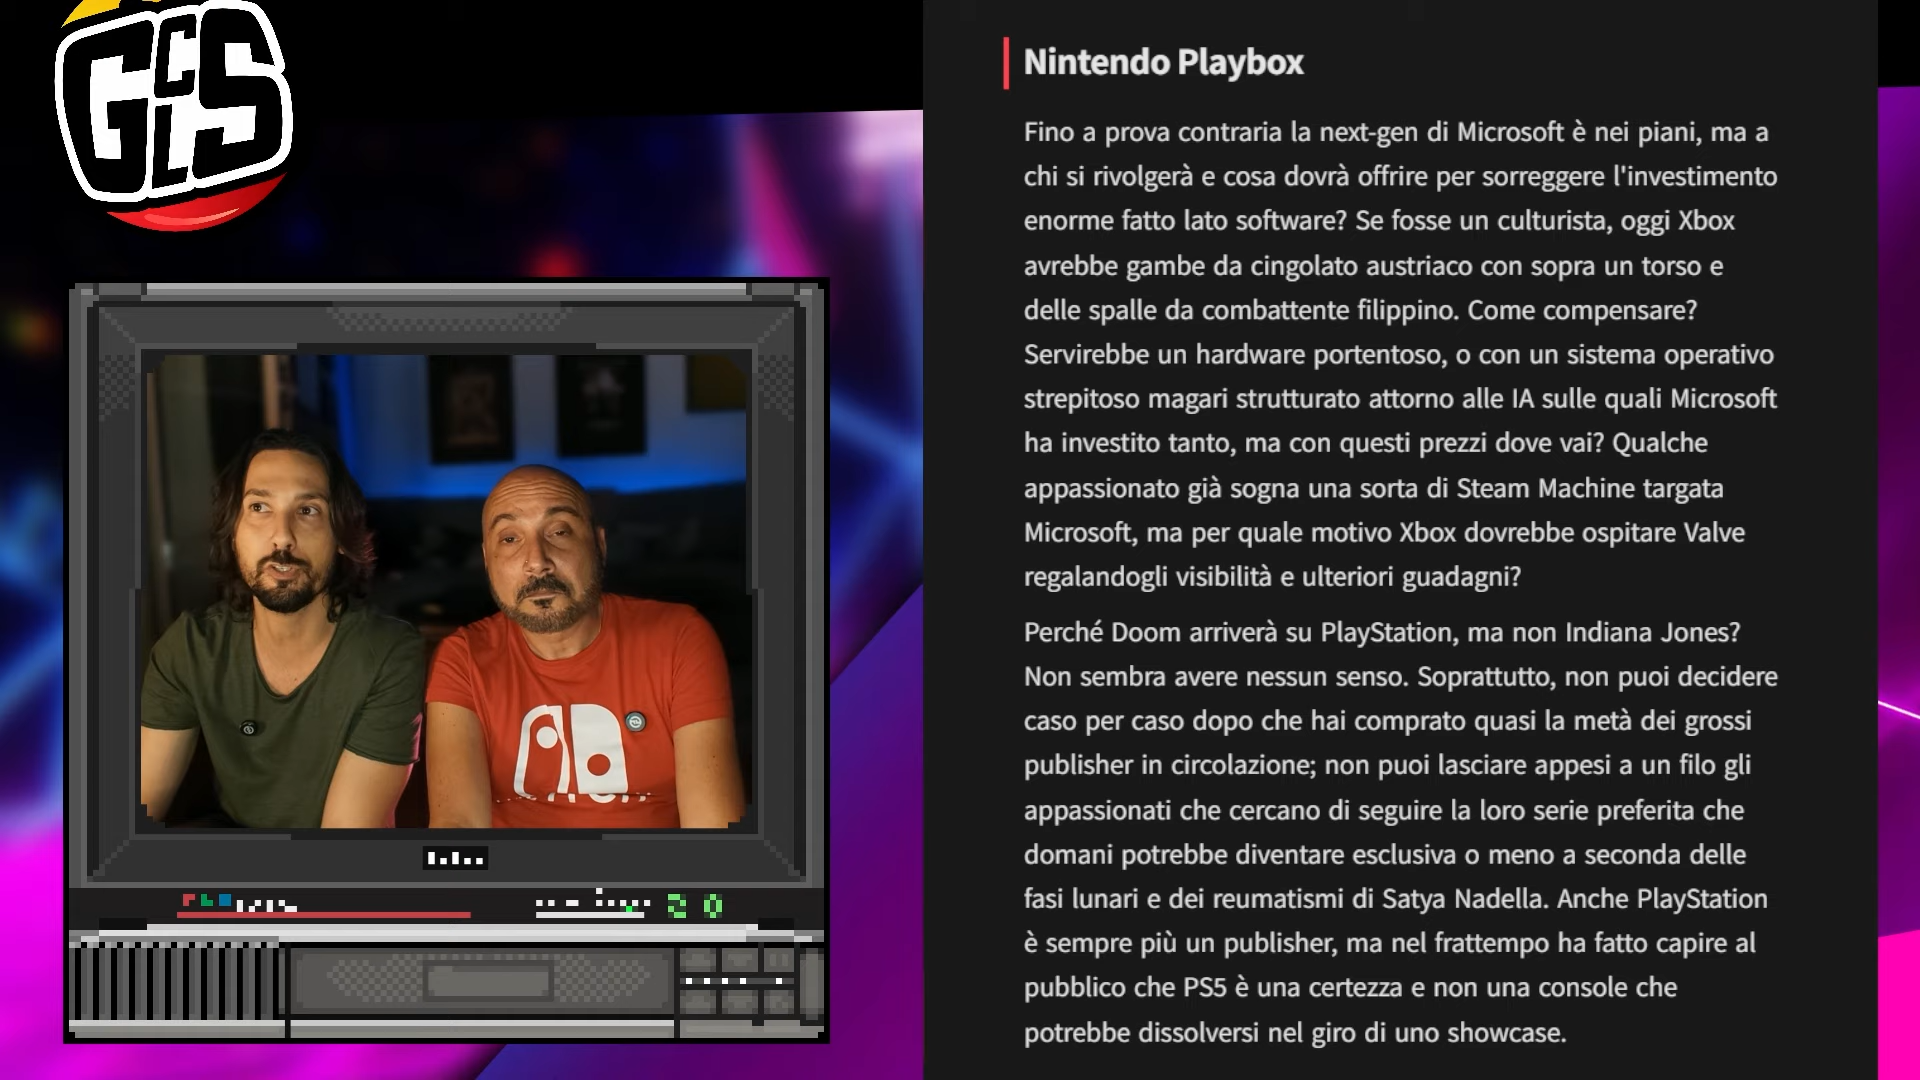 GCS
20
Nintendo Playbox
Fino a prova contraria la next-gen di Microsoft è nei piani, ma a
chi si rivolgerà e cosa dovrà offrire per sorreggere l'investimento
enorme fatto lato software? Se fosse un culturista, oggi Xbox
avrebbe gambe da cingolato austriaco con sopra un torso e
delle spalle da combattente filippino. Come compensare?
Servirebbe un hardware portentoso, o con un sistema operativo
strepitoso magari strutturato attorno alle IA sulle quali Microsoft
ha investito tanto, ma con questi prezzi dove vai? Qualche
appassionato già sogna una sorta di Steam Machine targata
Microsoft, ma per quale motivo Xbox dovrebbe ospitare Valve
regalandogli visibilità e ulteriori guadagni?
Perché Doom arriverà su PlayStation, ma non Indiana Jones?
Non sembra avere nessun senso. Soprattutto, non puoi decidere
caso per caso dopo che hai comprato quasi la metà dei grossi
publisher in circolazione; non puoi lasciare appesi a un filo gli
appassionati che cercano di seguire la loro serie preferita che
domani potrebbe diventare esclusiva o meno a seconda delle
fasi lunari e dei reumatismi di Satya Nadella. Anche PlayStation
è sempre più un publisher, ma nel frattempo ha fatto capire al
pubblico che PS5 è una certezza e non una console che
potrebbe dissolversi nel giro di uno showcase.